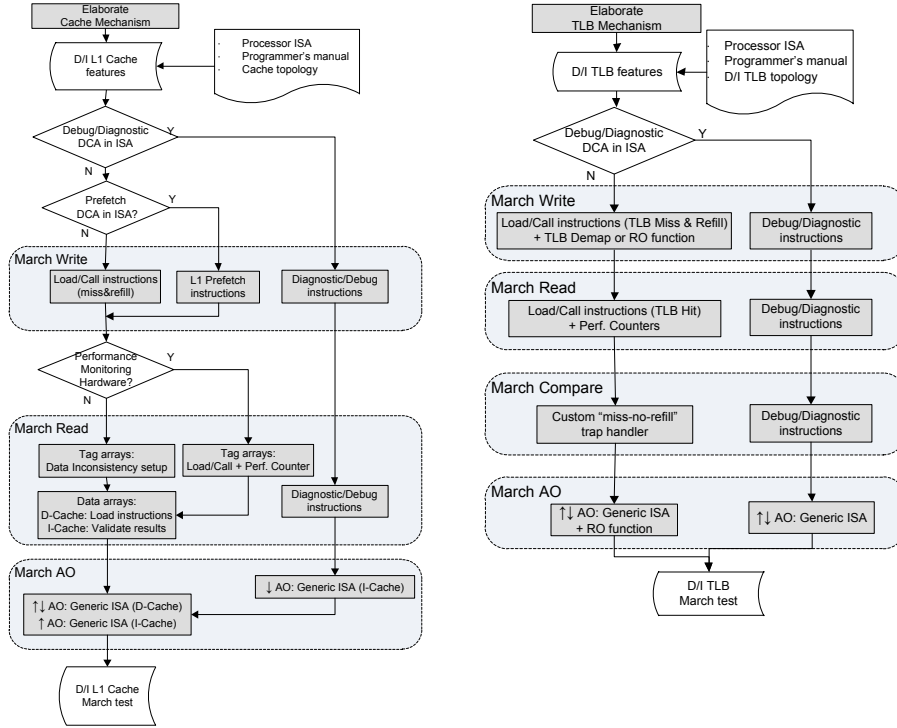 Elaborate
Cache Mechanism
D/I L1 Cache
features
· Processor ISA
· Programmer's manual
· Cache topology
Debug/Diagnostic
DCA in ISA
Y
N
Prefetch
DCA in ISA?
Y
N
March Write
Load/Call instructions
(miss&refill)
L1 Prefetch
instructions
Diagnostic/Debug
instructions
Performance
Monitoring
Hardware?
Y
N
March Read
Tag arrays:
Data Inconsistency setup
Tag arrays:
Load/Call + Perf. Counter
Data arrays:
D-Cache: Load instructions
I-Cache: Validate results
Diagnostic/Debug
instructions
March AO
↓ AO: Generic ISA (I-Cache)
↑↓ AO: Generic ISA (D-Cache)
↑ AO: Generic ISA (I-Cache)
D/I L1 Cache
March test
Elaborate
TLB Mechanism
D/I TLB features
· Processor ISA
· Programmer's manual
· D/I TLB topology
Debug/Diagnostic
DCA in ISA
Y
N
March Write
Load/Call instructions (TLB Miss & Refill)
+ TLB Demap or RO function
Debug/Diagnostic
instructions
March Read
Load/Call instructions (TLB Hit)
+ Perf. Counters
Debug/Diagnostic
instructions
March Compare
Custom "miss-no-refill"
trap handler
Debug/Diagnostic
instructions
March AO
↑↓ AO: Generic ISA
+ RO function
↑↓ AO: Generic ISA
D/I TLB
March test